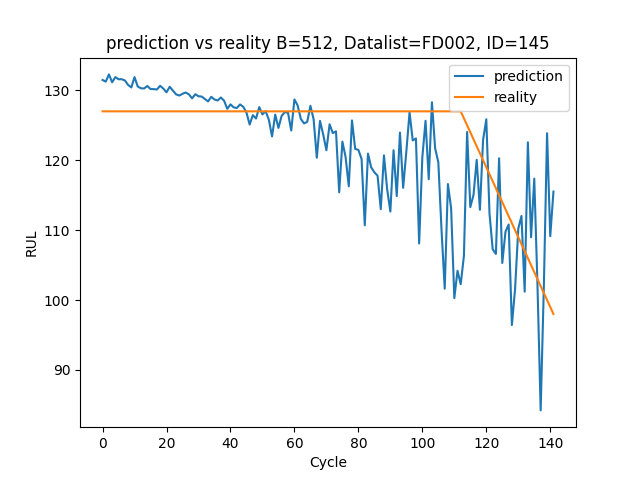 prediction vs reality B=512, Datalist=FD002, ID=145
prediction
reality
130
120
110
100
90
RUL
0 20 40 60 80 100 120 140
Cycle